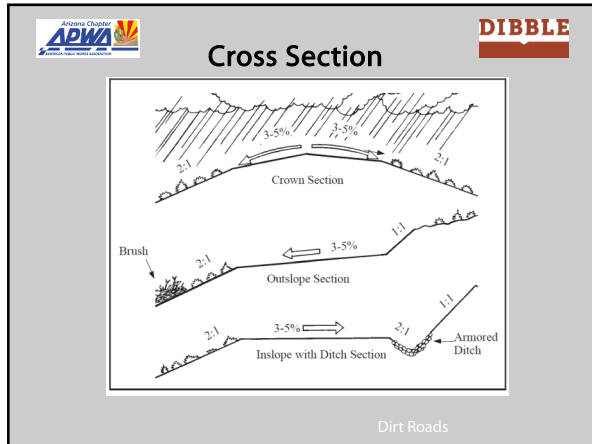 Arizona Chapter
APWA
AMERICAN PUBLIC WORKS ASSOCIATION
DIBBLE
Cross Section
3-5%
3-5%
2:1
2:1
Crown Section
1:1
3-5%
2:1
Brush
Outslope Section
1:1
3-5%
2:1
2:1
Armored
Ditch
Inslope with Ditch Section
Dirt Roads